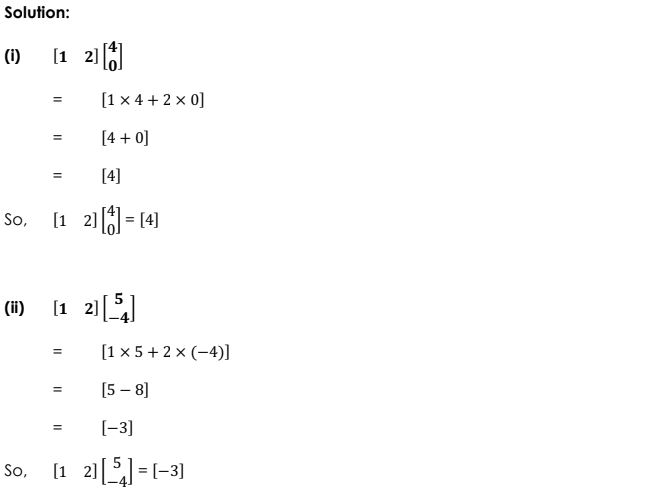 Solution:
(i) [1 2][4 0]
= [1 × 4 + 2 × 0]
= [4 + 0]
= [4]
So, [1 2][4 0] = [4]
(ii) [1 2][5 −4]
= [1 × 5 + 2 × (−4)]
= [5 − 8]
= [−3]
So, [1 2][5 −4] = [−3]